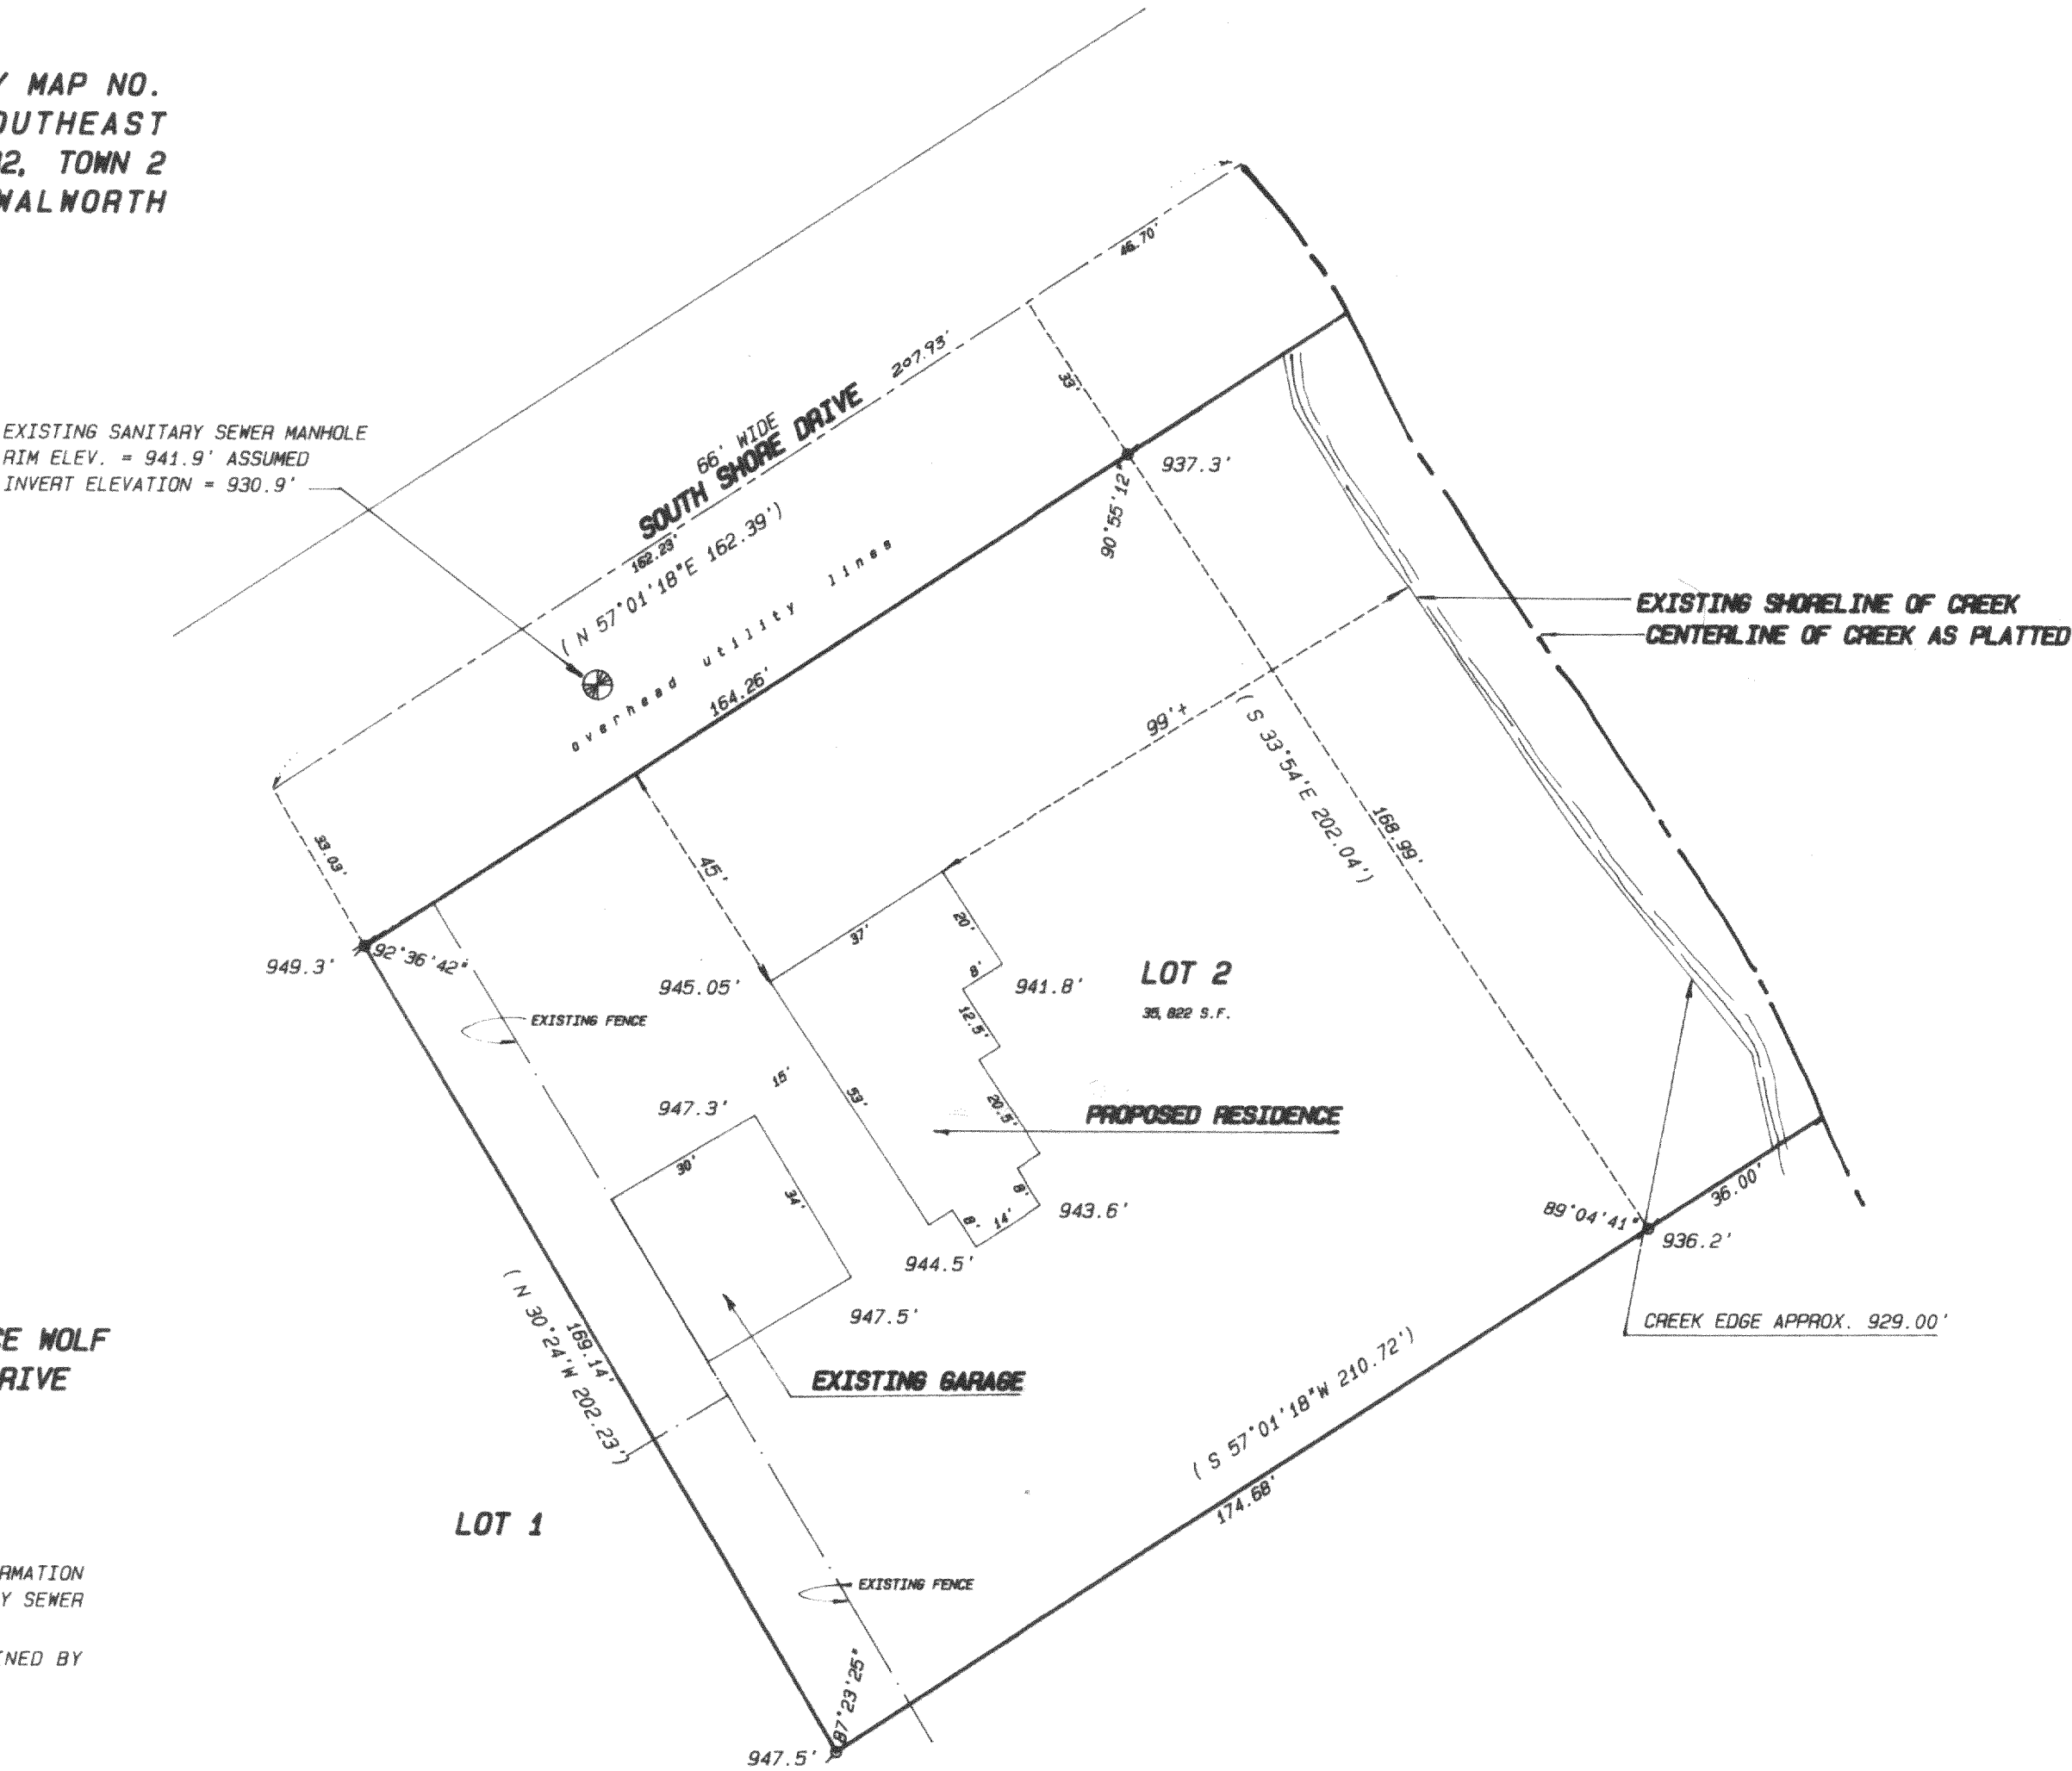 Y MAP NO.
OUTHEAST
2, TOWN 2
WALWORTH
46.70'
297.93'
33'
66' WIDE
SOUTH SHORE DRIVE
162.23'
( N 57°01'18"E 162.39')
EXISTING SANITARY SEWER MANHOLE
RIM ELEV. = 941.9' ASSUMED
INVERT ELEVATION = 930.9'
937.3'
90°55'12"
overhead utility lines
164.26'
EXISTING SHORELINE OF CREEK
CENTERLINE OF CREEK AS PLATTED
99'+
( S 33°54'E 202.04')
168.99'
33.03'
45'
949.3'
92°36'42"
37'
20'
8'
945.05'
941.8'
LOT 2
35,822 S.F.
12.5'
EXISTING FENCE
15'
53'
20.5'
947.3'
PROPOSED RESIDENCE
30'
34'
8'
8'
14'
943.6'
944.5'
36.00'
89°04'41"
936.2'
947.5'
CREEK EDGE APPROX. 929.00'
CE WOLF
RIVE
169.14'
( N 30°24'W 202.23')
EXISTING GARAGE
( S 57°01'18"W 210.72')
174.68'
LOT 1
RMATION
Y SEWER
EXISTING FENCE
NED BY
87°23'25"
947.5'